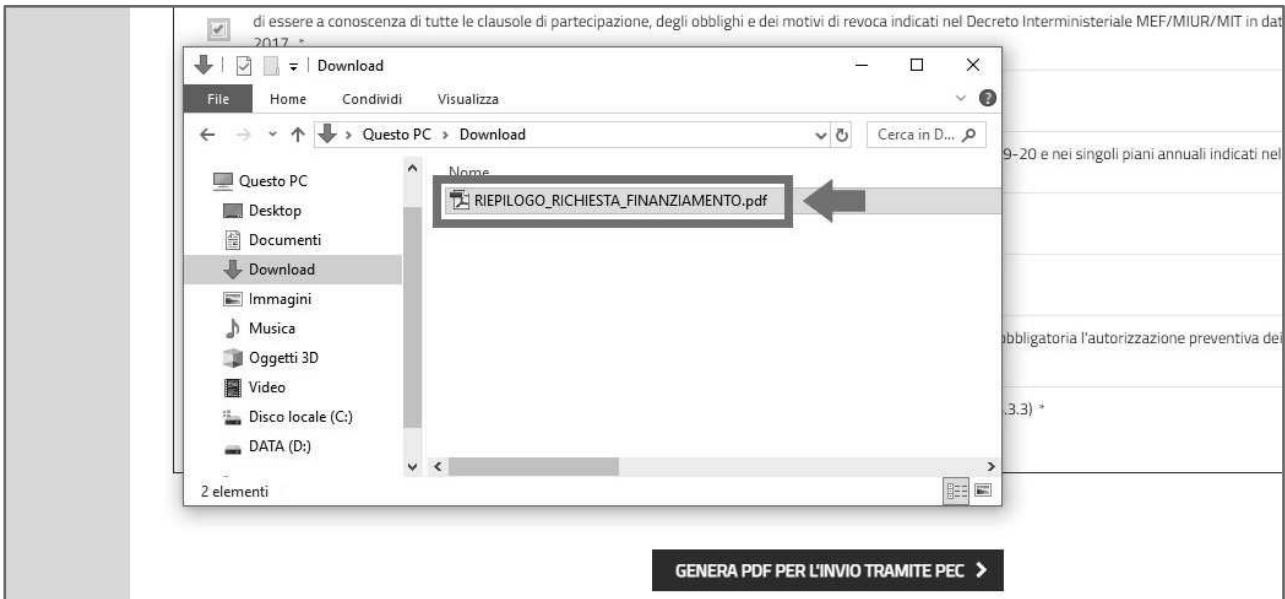 di essere a conoscenza di tutte le clausole di partecipazione, degli obblighi e dei motivi di revoca indicati nel Decreto Interministeriale MEF/MIUR/MIT in dat
2017 *
Download
File Home Condividi Visualizza
Questo PC > Download
Cerca in D...
9-20 e nei singoli piani annuali indicati nel
Nome
Questo PC
RIEPILOGO_RICHIESTA_FINANZIAMENTO.pdf
Desktop
Documenti
Download
Immagini
Musica
Oggetti 3D
obbligatoria l'autorizzazione preventiva dei
Video
Disco locale (C:)
.3.3) *
DATA (D:)
2 elementi
GENERA PDF PER L'INVIO TRAMITE PEC >